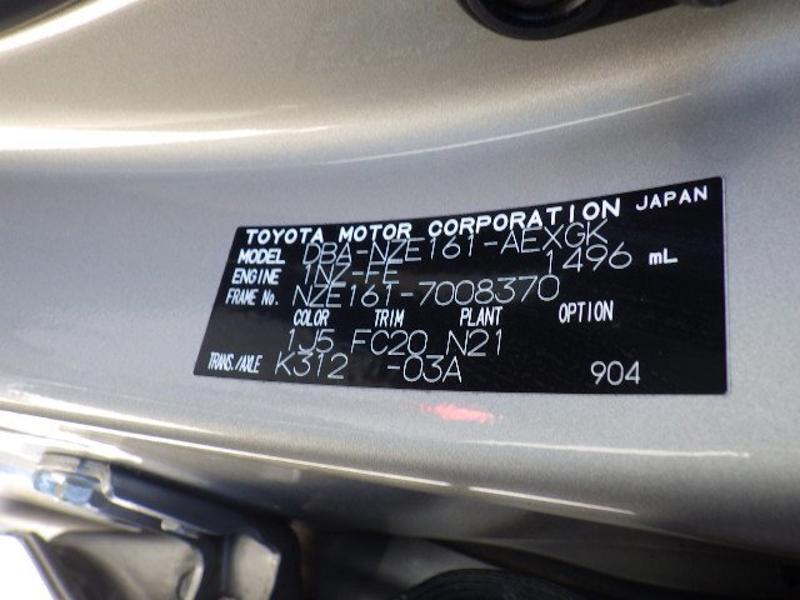 TOYOTA MOTOR CORPORATION JAPAN
MODEL DBA-NZE161-AEXGK
ENGINE 1NZ-FE 1496 mL
FRAME No. NZE161-7008370
COLOR TRIM PLANT OPTION
1J5 FC20 N21
TRANS./AXLE K312 -03A 904